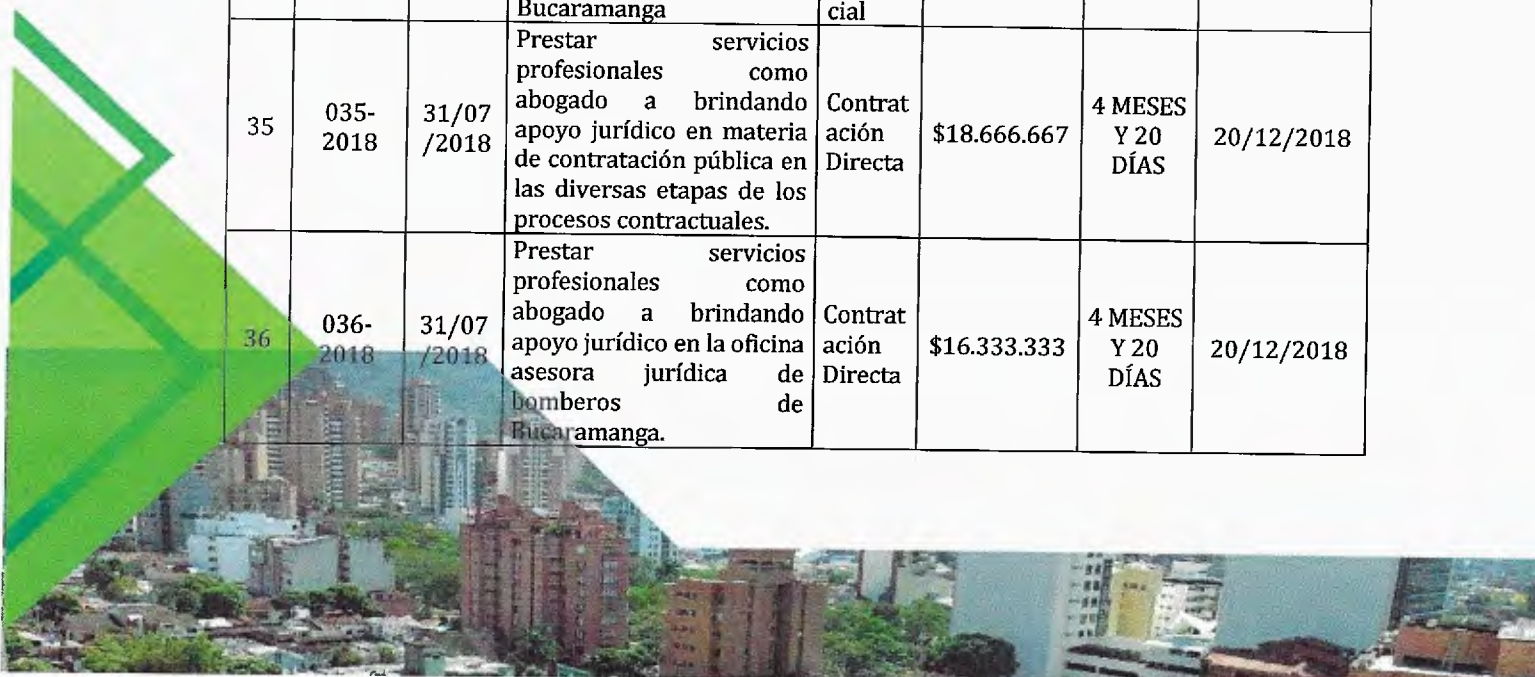 Bucaramanga cial
Prestar servicios
profesionales como
abogado a brindando
apoyo jurídico en materia
de contratación pública en
las diversas etapas de los
procesos contractuales.
35
035-
2018
31/07
/2018
Contrat
ación
Directa
$18.666.667
4 MESES
Y 20
DÍAS
20/12/2018
Prestar servicios
profesionales como
abogado a brindando
apoyo jurídico en la oficina
asesora jurídica de
bomberos de
Bucaramanga.
36
036-
2018
31/07
/2018
Contrat
ación
Directa
$16.333.333
4 MESES
Y 20
DÍAS
20/12/2018